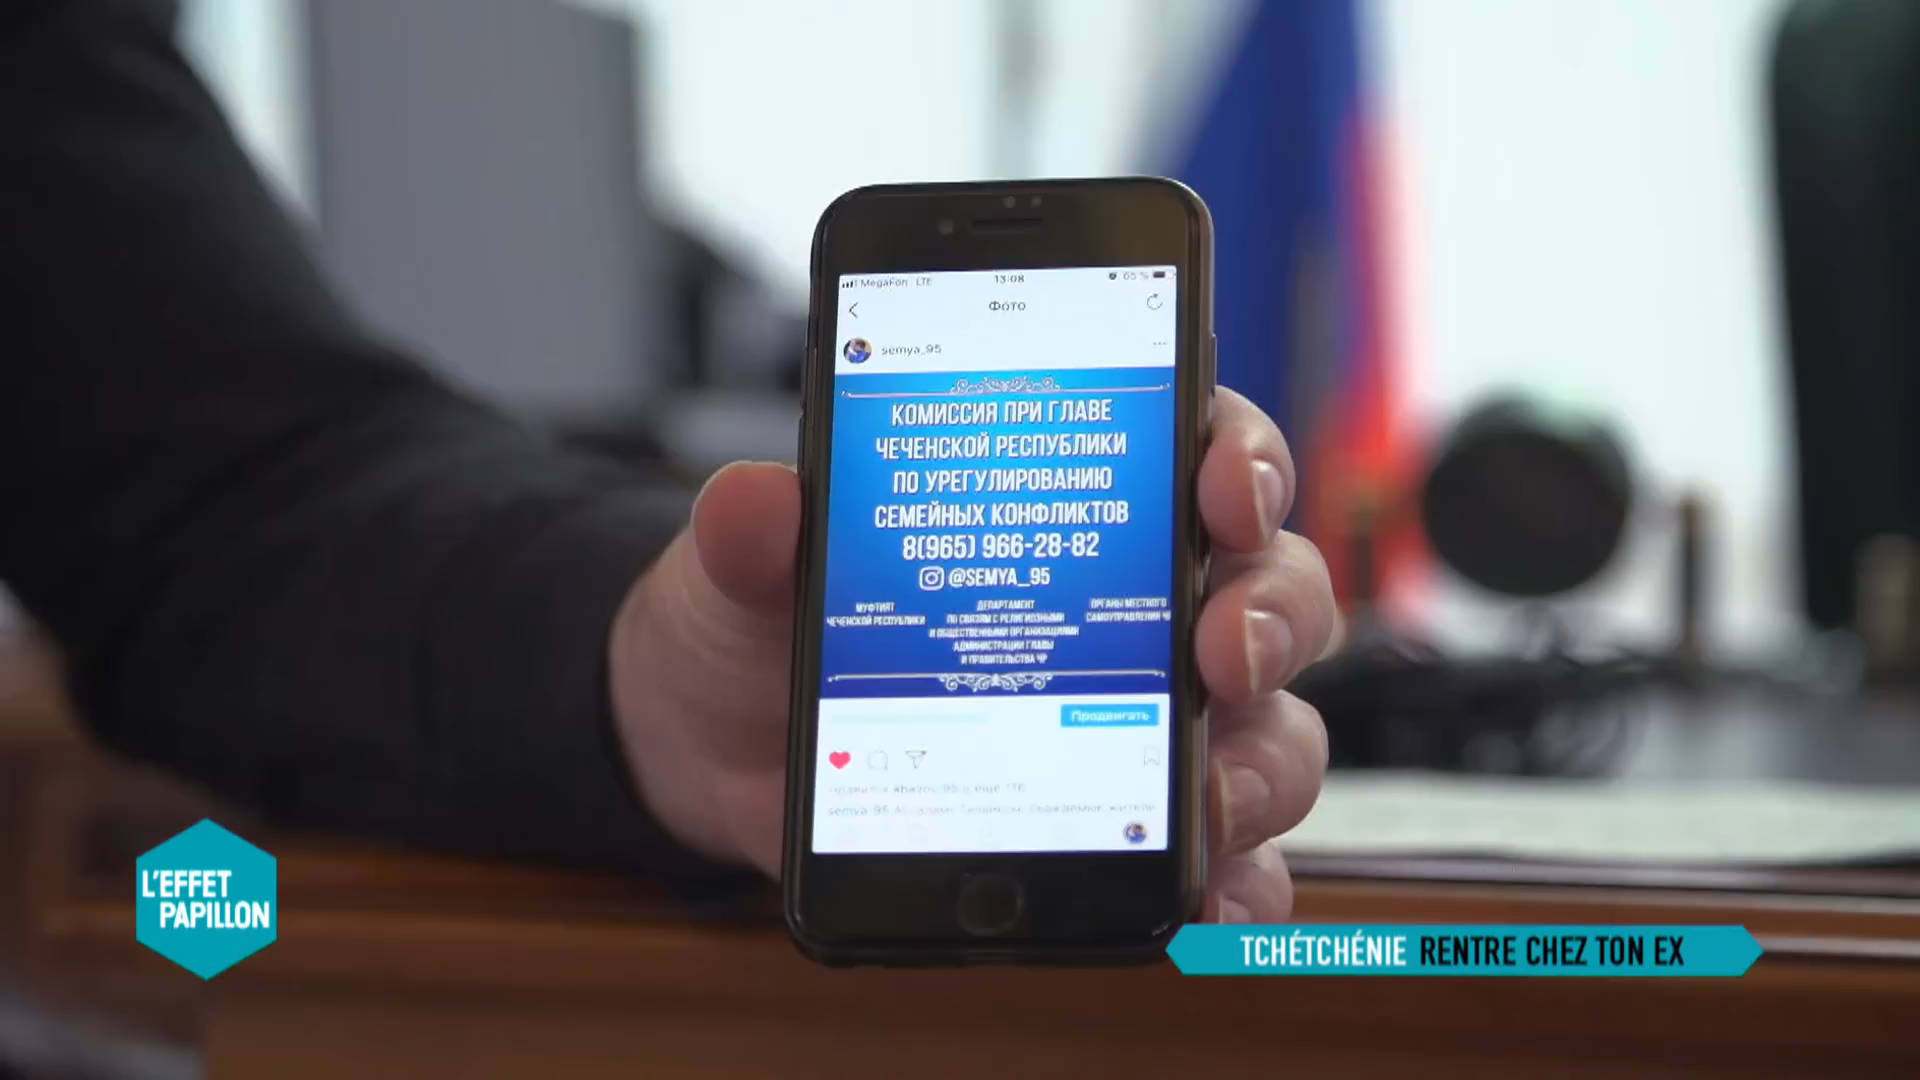 MegaFon LTE 13:08 65 %
Фото
semya_95
КОМИССИЯ ПРИ ГЛАВЕ
ЧЕЧЕНСКОЙ РЕСПУБЛИКИ
ПО УРЕГУЛИРОВАНИЮ
СЕМЕЙНЫХ КОНФЛИКТОВ
8(965) 966-28-82
@SEMYA_95
МУФТИЯТ
ЧЕЧЕНСКОЙ РЕСПУБЛИКИ
ДЕПАРТАМЕНТ
ПО СВЯЗЯМ С РЕЛИГИОЗНЫМИ
И ОБЩЕСТВЕННЫМИ ОРГАНИЗАЦИЯМИ
АДМИНИСТРАЦИИ ГЛАВЫ
И ПРАВИТЕЛЬСТВА ЧР
ОРГАНЫ МЕСТНОГО
САМОУПРАВЛЕНИЯ ЧР
Продвигать
semya_95
L'EFFET
PAPILLON
TCHÉTCHÉNIE RENTRE CHEZ TON EX